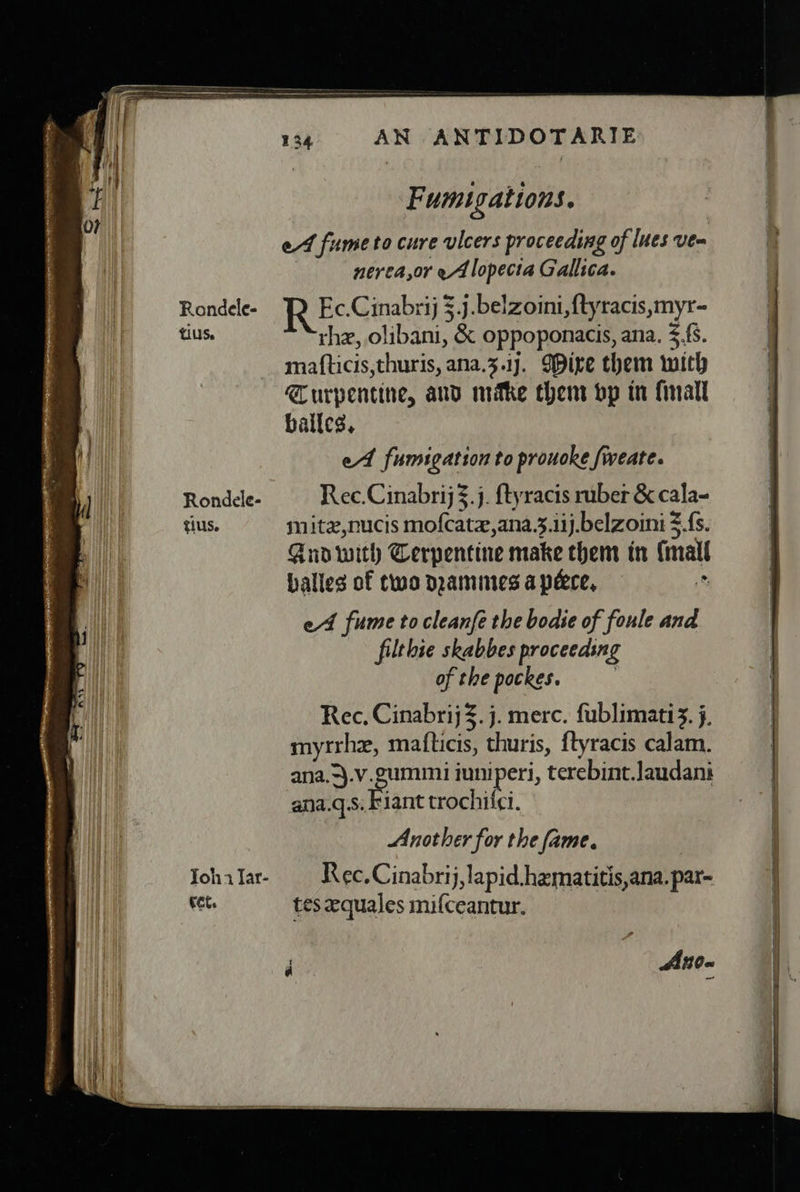 134 AN ANTIDOTARIE
Fumigations.
A fume to cure vlcers proceeding of lues ve-
nerea,or Alopecia Gallica.
Rondele-
tius.
REc.Cinabrij ℥.j.belzoini,ſtyracis,myr-
rhæ, olibani, & oppoponacis, ana. ℥.ſs.
maſticis,thuris, ana.ʒ.ij. Mixe them with
Turpentine, and make them vp in ſmall
balles.
A fumigation to prouoke ſweate.
Rondele-
tius.
Rec.Cinabrij℥.j. ſtyracis ruber & cala-
mitæ,nucis moſcatæ,ana.ʒ.iij.belzoini ℥.ſs.
And with Terpentine make them in ſmall
balles of two drammes a péece.
A fume to cleanſe the bodie of foule and
filthie skabbes proceeding
of the pockes.
Rec. Cinabrij℥. j. merc. ſublimati ʒ. j.
myrrhæ, maſticis, thuris, ſtyracis calam.
ana.℈.v.gummi iuniperi, terebint.laudani
ana.q.s. Fiant trochiſci.
Another for the ſame.
Ioha Iar-
cet.
Rec.Cinabrij,lapid.hæmatitis,ana.par-
tes æquales miſceantur.
Ano-